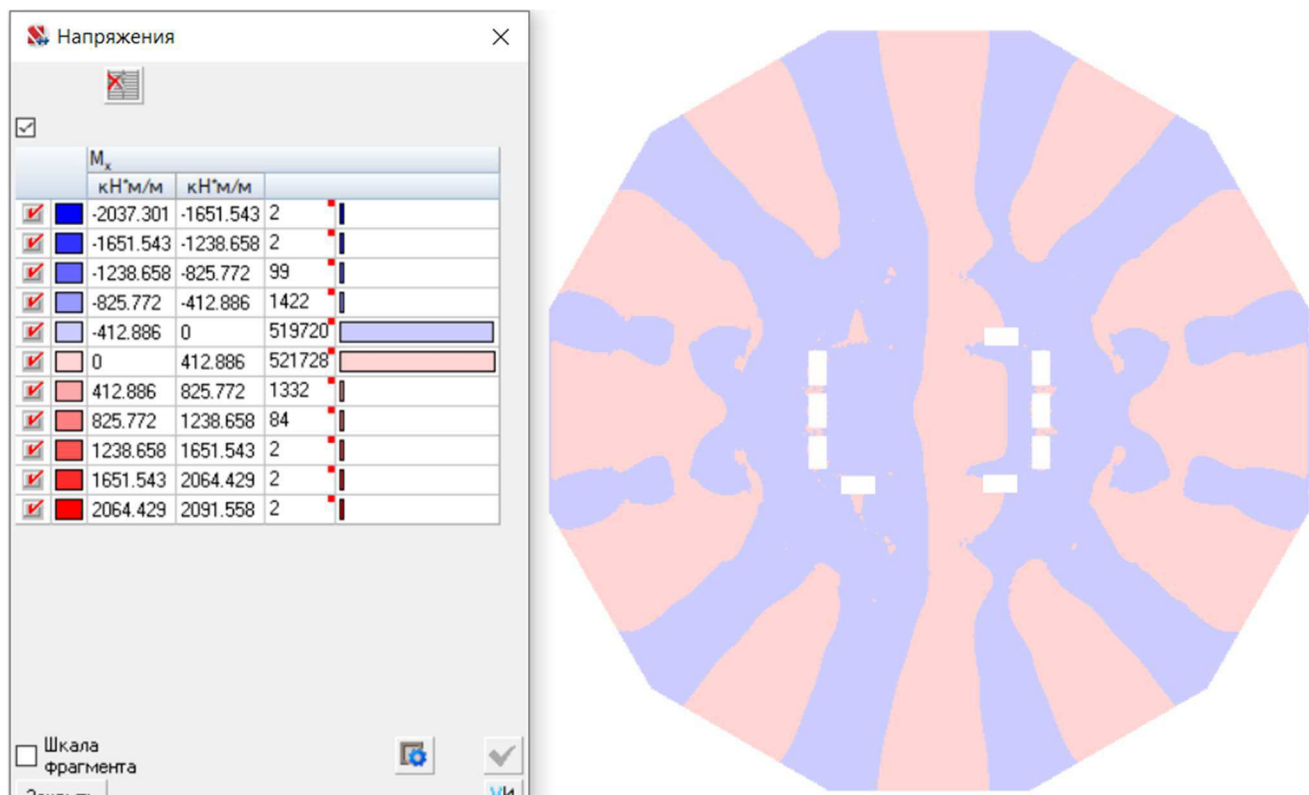 Напряжения
Mx
кН*м/м кН*м/м
-2037.301 -1651.543 2
-1651.543 -1238.658 2
-1238.658 -825.772 99
-825.772 -412.886 1422
-412.886 0 519720
0 412.886 521728
412.886 825.772 1332
825.772 1238.658 84
1238.658 1651.543 2
1651.543 2064.429 2
2064.429 2091.558 2
Шкала
фрагмента